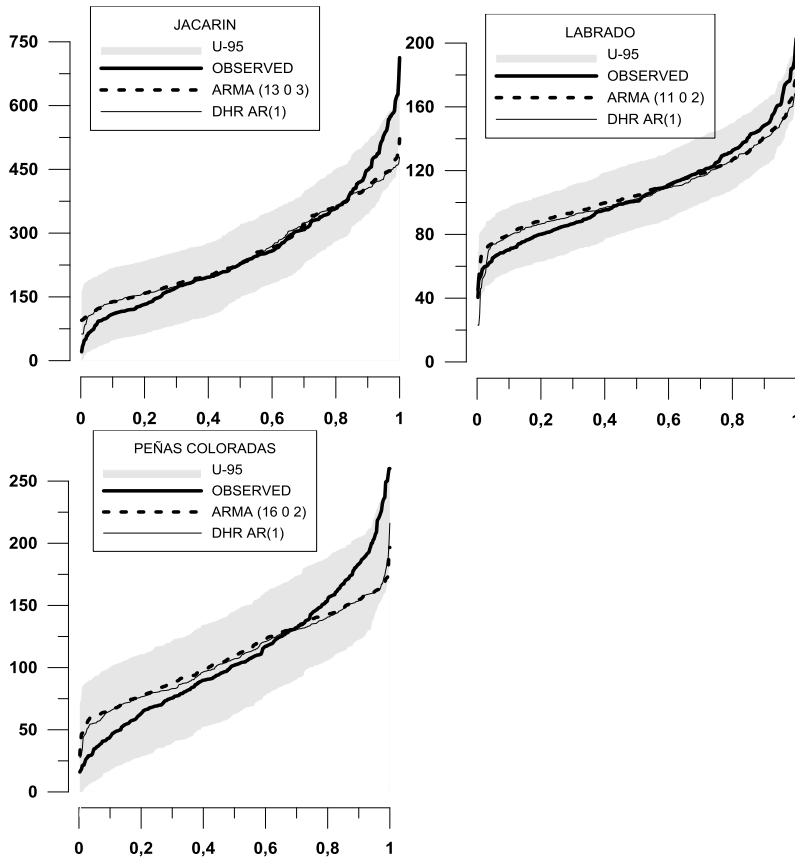 JACARIN
U-95
OBSERVED
ARMA (13 0 3)
DHR AR(1)
750
600
450
300
150
0
0 0,2 0,4 0,6 0,8 1
LABRADO
U-95
OBSERVED
ARMA (11 0 2)
DHR AR(1)
200
160
120
80
40
0
0 0,2 0,4 0,6 0,8 1
PEÑAS COLORADAS
U-95
OBSERVED
ARMA (16 0 2)
DHR AR(1)
250
200
150
100
50
0
0 0,2 0,4 0,6 0,8 1